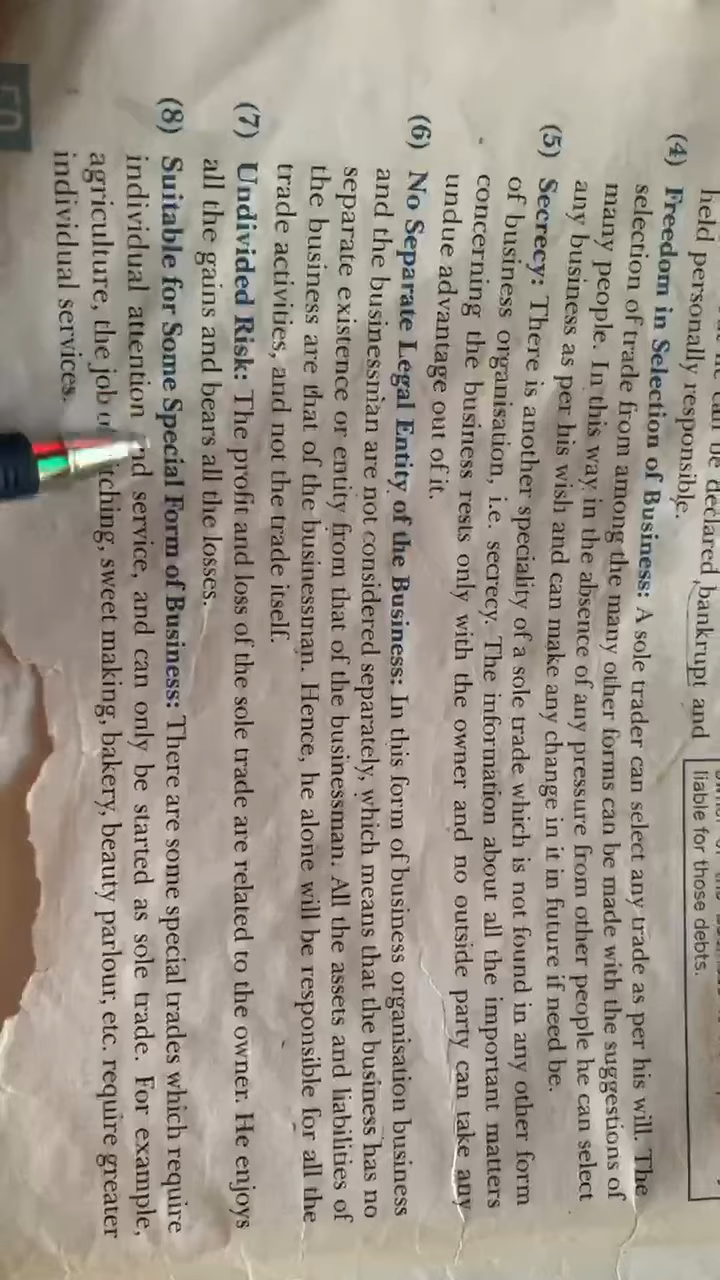 be declared bankrupt and
held personally responsible.
liable for those debts.
(4) Freedom in Selection of Business: A sole trader can select any trade as per his will. The
selection of trade from among the many other forms can be made with the suggestions of
many people. In this way, in the absence of any pressure from other people he can select
any business as per his wish and can make any change in it in future if need be.
(5) Secrecy: There is another speciality of a sole trade which is not found in any other form
of business organisation, i.e. secrecy. The information about all the important matters
concerning the business rests only with the owner and no outside party can take any
undue advantage out of it.
(6) No Separate Legal Entity of the Business: In this form of business organisation business
and the businessman are not considered separately, which means that the business has no
separate existence or entity from that of the businessman. All the assets and liabilities of
the business are that of the businessman. Hence, he alone will be responsible for all the
trade activities, and not the trade itself.
(7) Undivided Risk: The profit and loss of the sole trade are related to the owner. He enjoys
all the gains and bears all the losses.
(8) Suitable for Some Special Form of Business: There are some special trades which require
individual attention and service, and can only be started as sole trade. For example,
agriculture, the job sweet making, bakery, beauty parlour, etc. require greater
individual services.
50